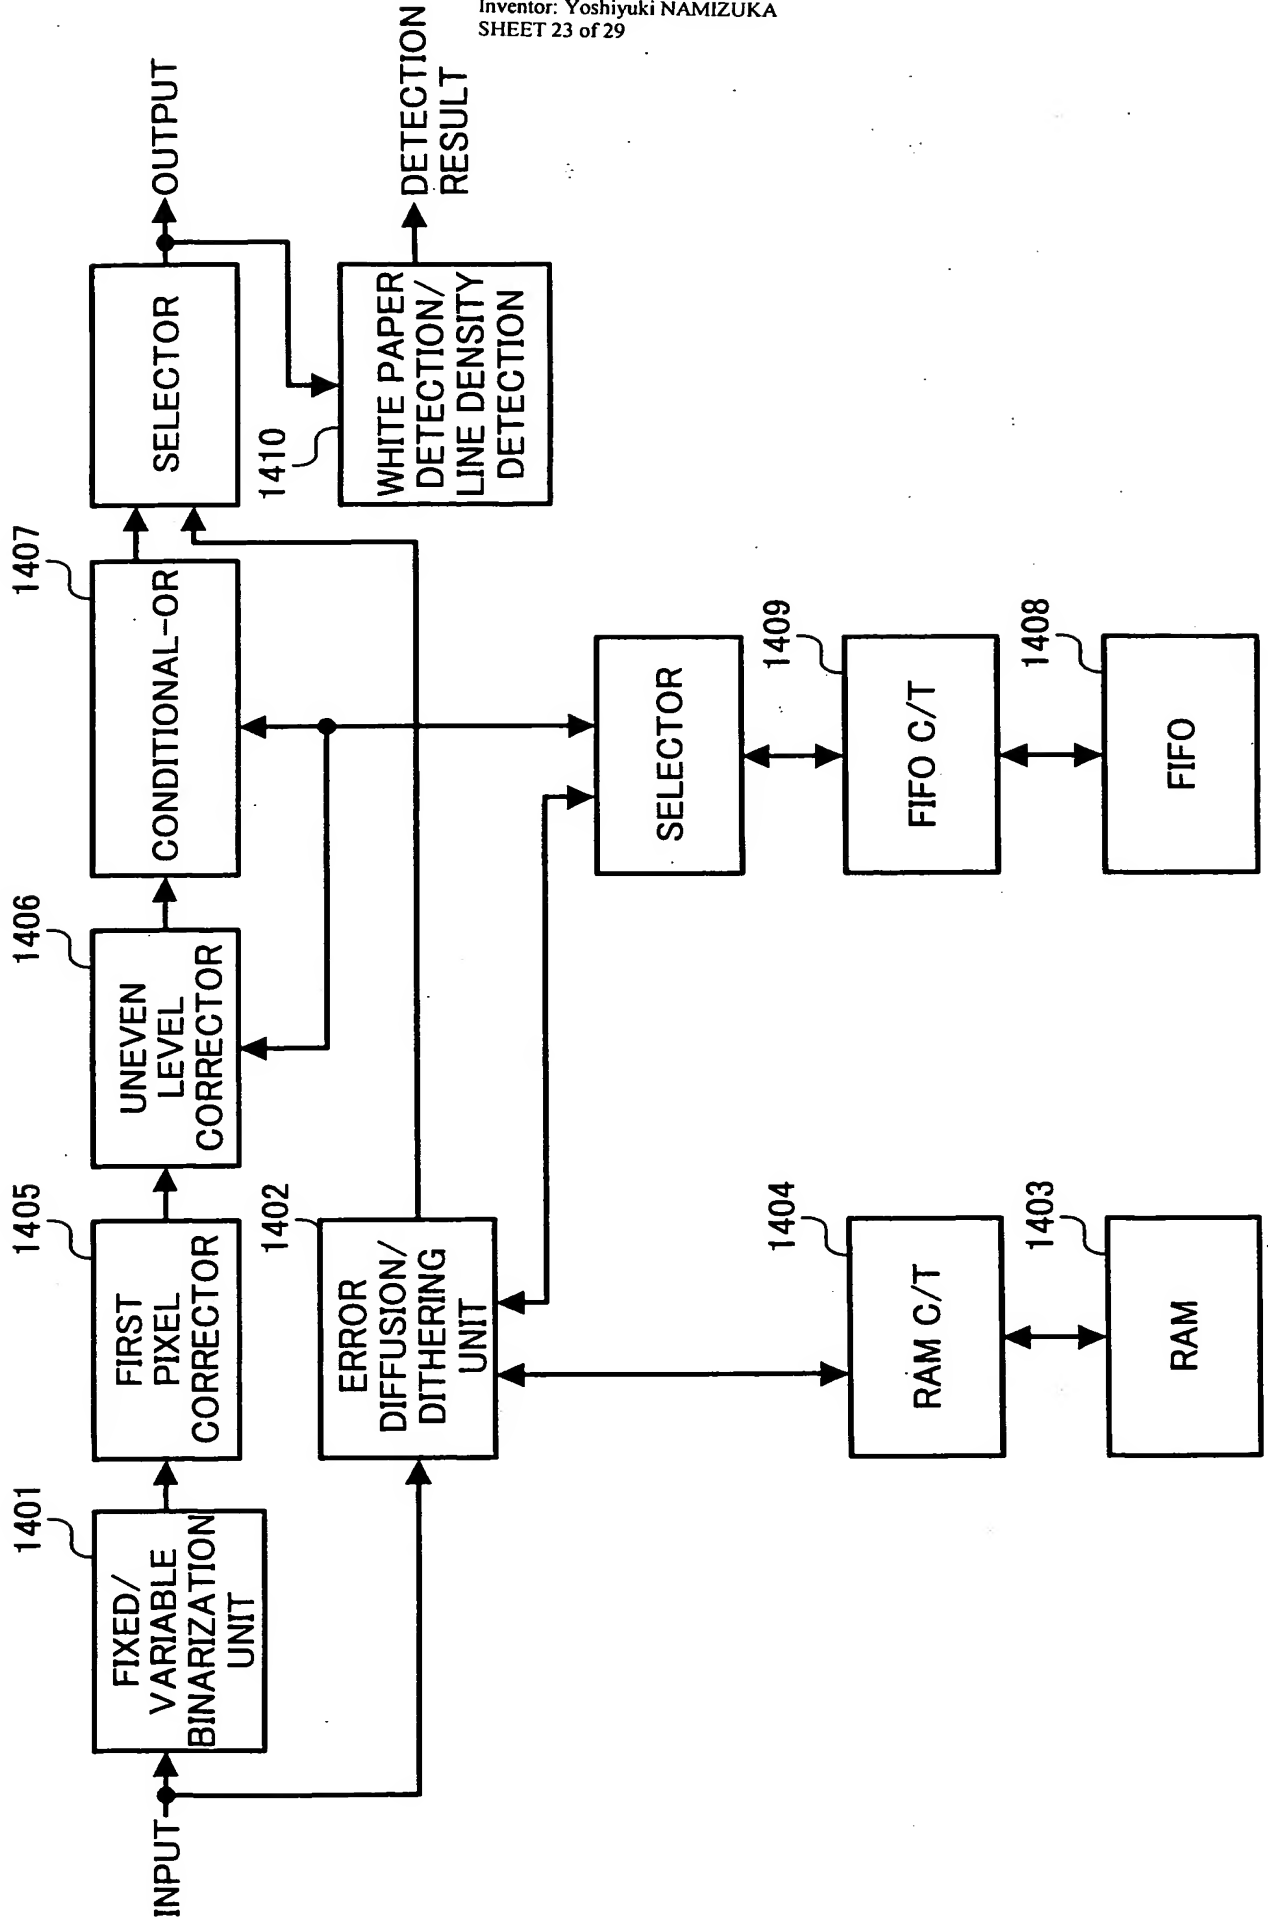 Inventor: Yoshiyuki NAMIZUKA
SHEET 23 of 29
INPUT
1401
FIXED/
VARIABLE
BINARIZATION
UNIT
1405
FIRST
PIXEL
CORRECTOR
1406
UNEVEN
LEVEL
CORRECTOR
1407
CONDITIONAL-OR
SELECTOR
OUTPUT
1402
ERROR
DIFFUSION/
DITHERING
UNIT
1410
WHITE PAPER
DETECTION/
LINE DENSITY
DETECTION
DETECTION
RESULT
SELECTOR
1404
RAM C/T
1409
FIFO C/T
1403
RAM
1408
FIFO